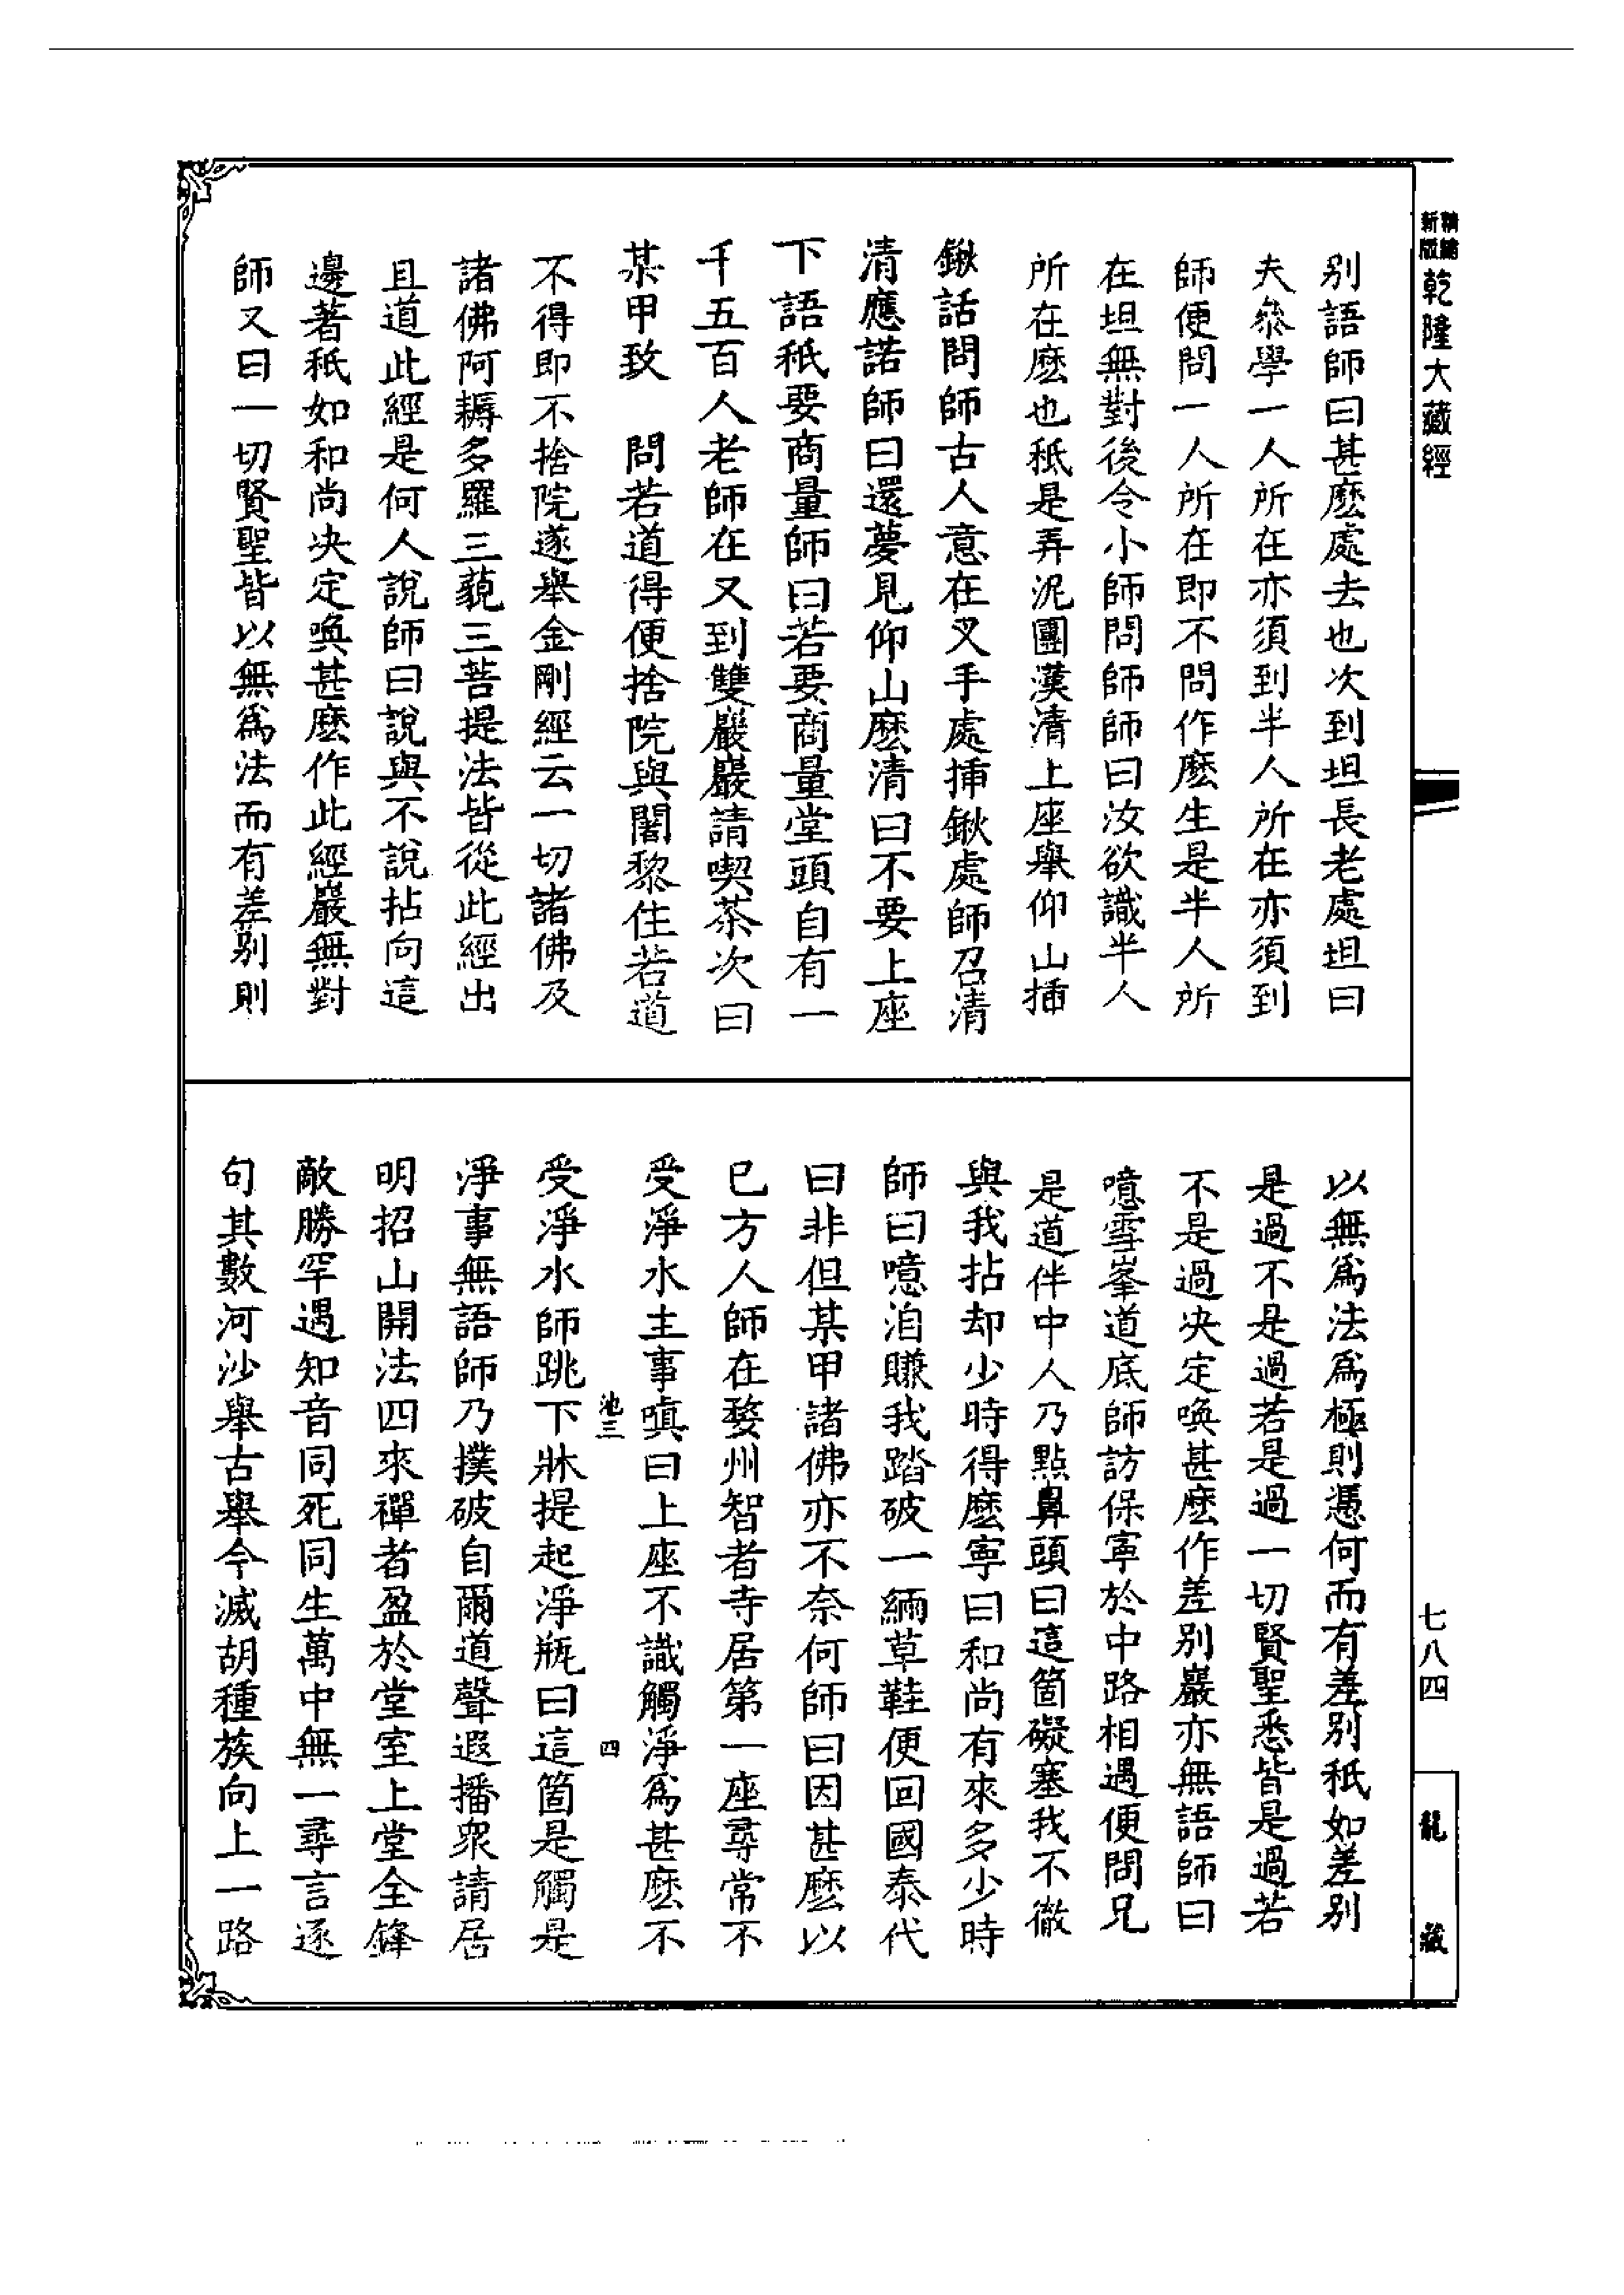 精縮新版
乾隆大藏經
別語師曰甚麽處去也次到坦長老處坦曰
夫叅學一人所在亦須到半人所在亦須到
師便問一人所在即不問作麽生是半人所
在坦無對後令小師問師師曰汝欲識半人
所在麽也秖是弄泥團漢清上座舉仰山插
鍬話問師古人意在叉手處揷鍬處師召清
清應諾師曰還夢見仰山麽清曰不要上座
下語秖要商量師曰若要商量堂頭自有一
千五百人老師在又到雙巖巖請喫茶次曰
某甲致　問若道得便捨院與闍黎住若道
不得即不捨院遂舉金剛經云一切諸佛及
諸佛阿耨多羅三藐三菩提法皆從此經出
且道此經是何人說師曰說與不說拈向這
邊著秖如和尚决定喚甚麽作此經巖無對
師又曰一切賢聖皆以無爲法而有差別則
以無爲法爲極則憑何而有差別秖如差別
是過不是過若是過一切賢聖悉皆是過若
不是過决定喚甚麽作差別巖亦無語師曰
噫雪峯道底師訪保寧於中路相遇便問兄
是道伴中人乃點鼻頭曰這箇礙塞我不徹
與我拈却少時得麽寧曰和尚有來多少時
師曰噫洎賺我踏破一緉草鞋便回國泰代
曰非但某甲諸佛亦不奈何師曰因甚麽以
已方人師在婺州智者寺居第一座尋常不
受淨水主事嗔曰上座不識觸淨爲甚麽不
池三　四
受淨水師跳下牀提起淨瓶曰這箇是觸是
淨事無語師乃撲破自爾道聲遐播衆請居
明招山開法四來禪者盈於堂室上堂全鋒
敵勝罕遇知音同死同生萬中無一尋言逐
句其數河沙舉古舉今滅胡種族向上一路
七八四
龍藏